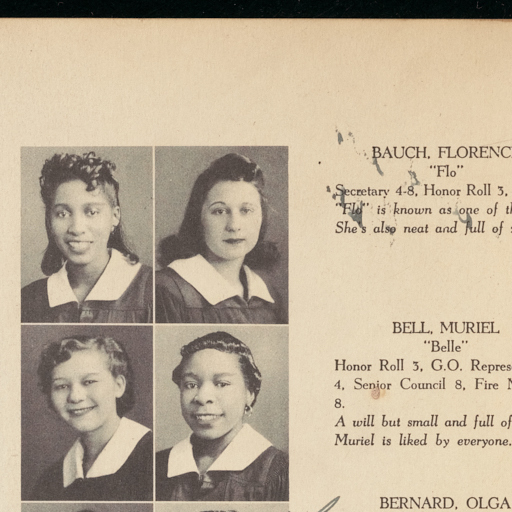 BAUCH, FLORENC
"Flo"
Secretary 4-8, Honor Roll 3,
"Flo" is known as one of th
She's also neat and full of
BELL, MURIEL
"Belle"
Honor Roll 3, G.O. Repres
4, Senior Council 8, Fire
8.
A will but small and full of
Muriel is liked by everyone.
BERNARD, OLGA